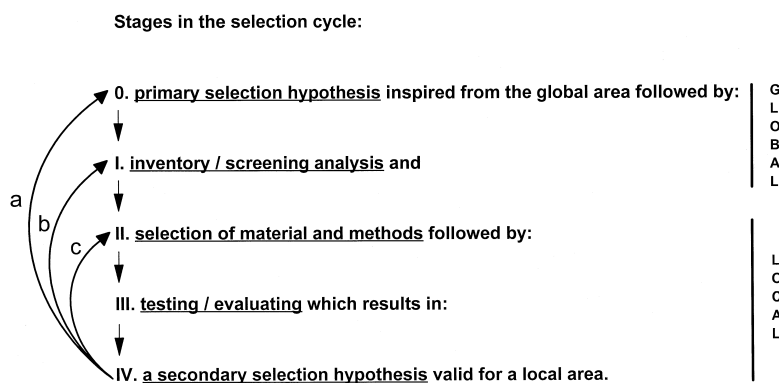 Stages in the selection cycle:
0. primary selection hypothesis inspired from the global area followed by:
I. inventory / screening analysis and
II. selection of material and methods followed by:
III. testing / evaluating which results in:
IV. a secondary selection hypothesis valid for a local area.
a
b
c
G
L
O
B
A
L
L
O
C
A
L